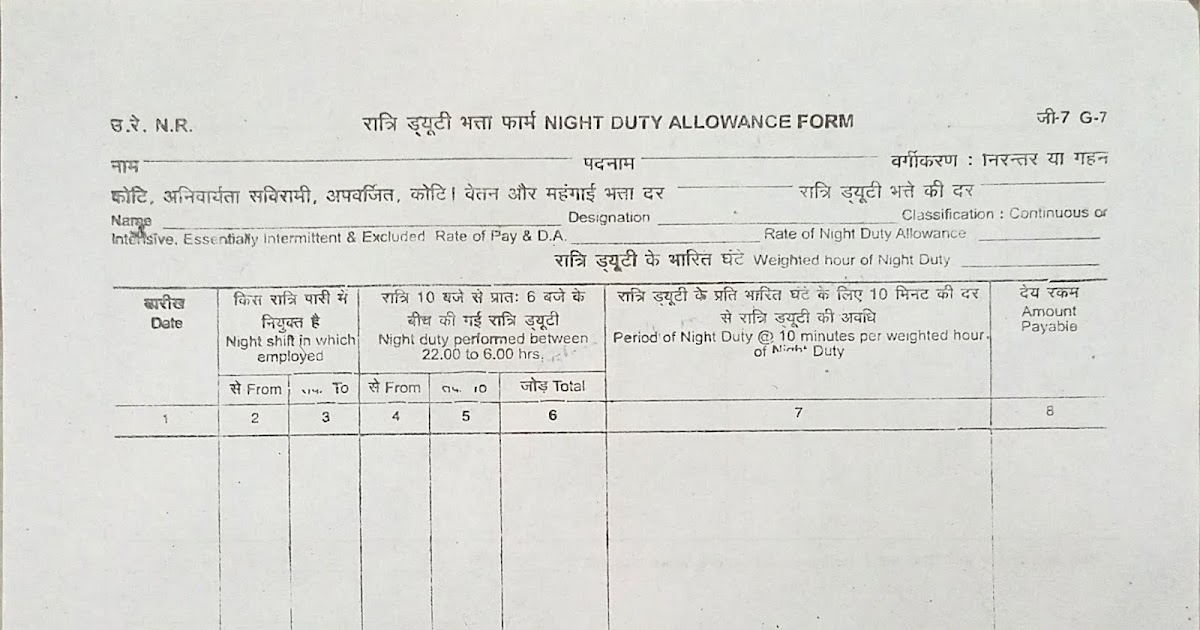 उ.रे. N.R. रात्रि ड्यूटी भत्ता फार्म NIGHT DUTY ALLOWANCE FORM जी-7 G-7
नाम पदनाम वर्गीकरण : निरन्तर या गहन
कोटि, अनिवार्यता सविरामी, अपवर्जित, कोटि। वेतन और महंगाई भत्ता दर रात्रि ड्यूटी भत्ते की दर
Name Designation Classification : Continuous or
Intensive, Essentially Intermittent & Excluded Rate of Pay & D.A. Rate of Night Duty Allowance
रात्रि ड्यूटी के भारित घंटे Weighted hour of Night Duty
तारीख
Date
किस रात्रि पारी में
नियुक्त है
Night shift in which
employed
रात्रि 10 बजे से प्रातः 6 बजे के
बीच की गई रात्रि ड्यूटी
Night duty performed between
22.00 to 6.00 hrs.
रात्रि ड्यूटी के प्रति भारित घंटे के लिए 10 मिनट की दर
से रात्रि ड्यूटी की अवधि
Period of Night Duty @ 10 minutes per weighted hour
of Night Duty
देय रकम
Amount
Payable
से From To से From जोड़ Total
1 2 3 4 5 6 7 8